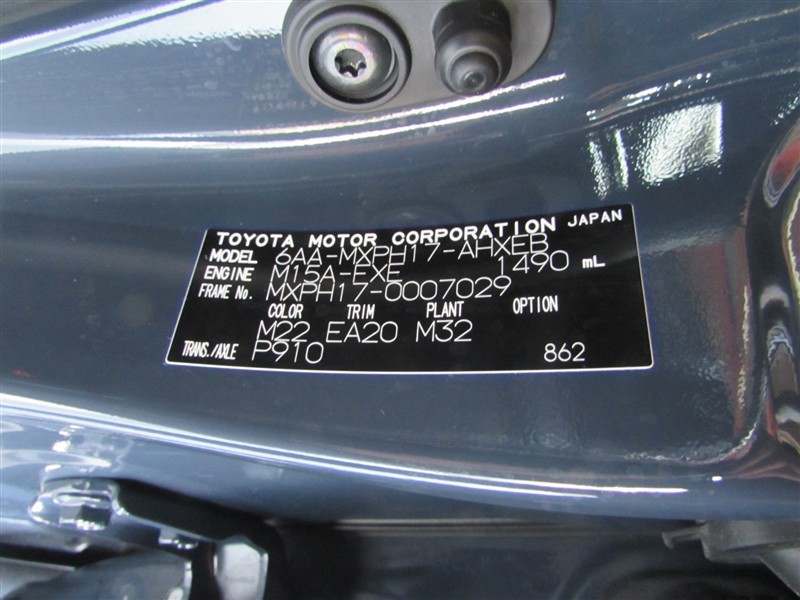 TOYOTA MOTOR CORPORATION JAPAN
MODEL 6AA-MXPH17-AHXEB
ENGINE M15A-FXE 1490 mL
FRAME No. MXPH17-0007029
COLOR TRIM PLANT OPTION
M22 EA20 M32
TRANS./AXLE P910 862